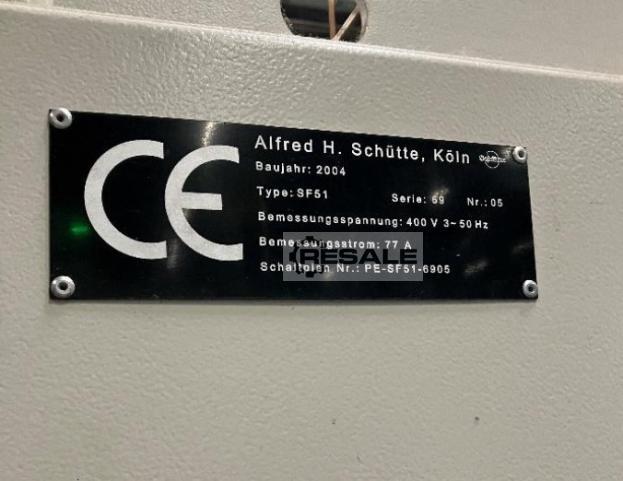 CE
Alfred H. Schütte, Köln
Baujahr: 2004
Type: SF51 Serie: 69 Nr.: 05
Bemessungsspannung: 400 V 3~50 Hz
Bemessungsstrom: 77 A
RESALE
Schaltplan Nr.: PE-SF51-6905